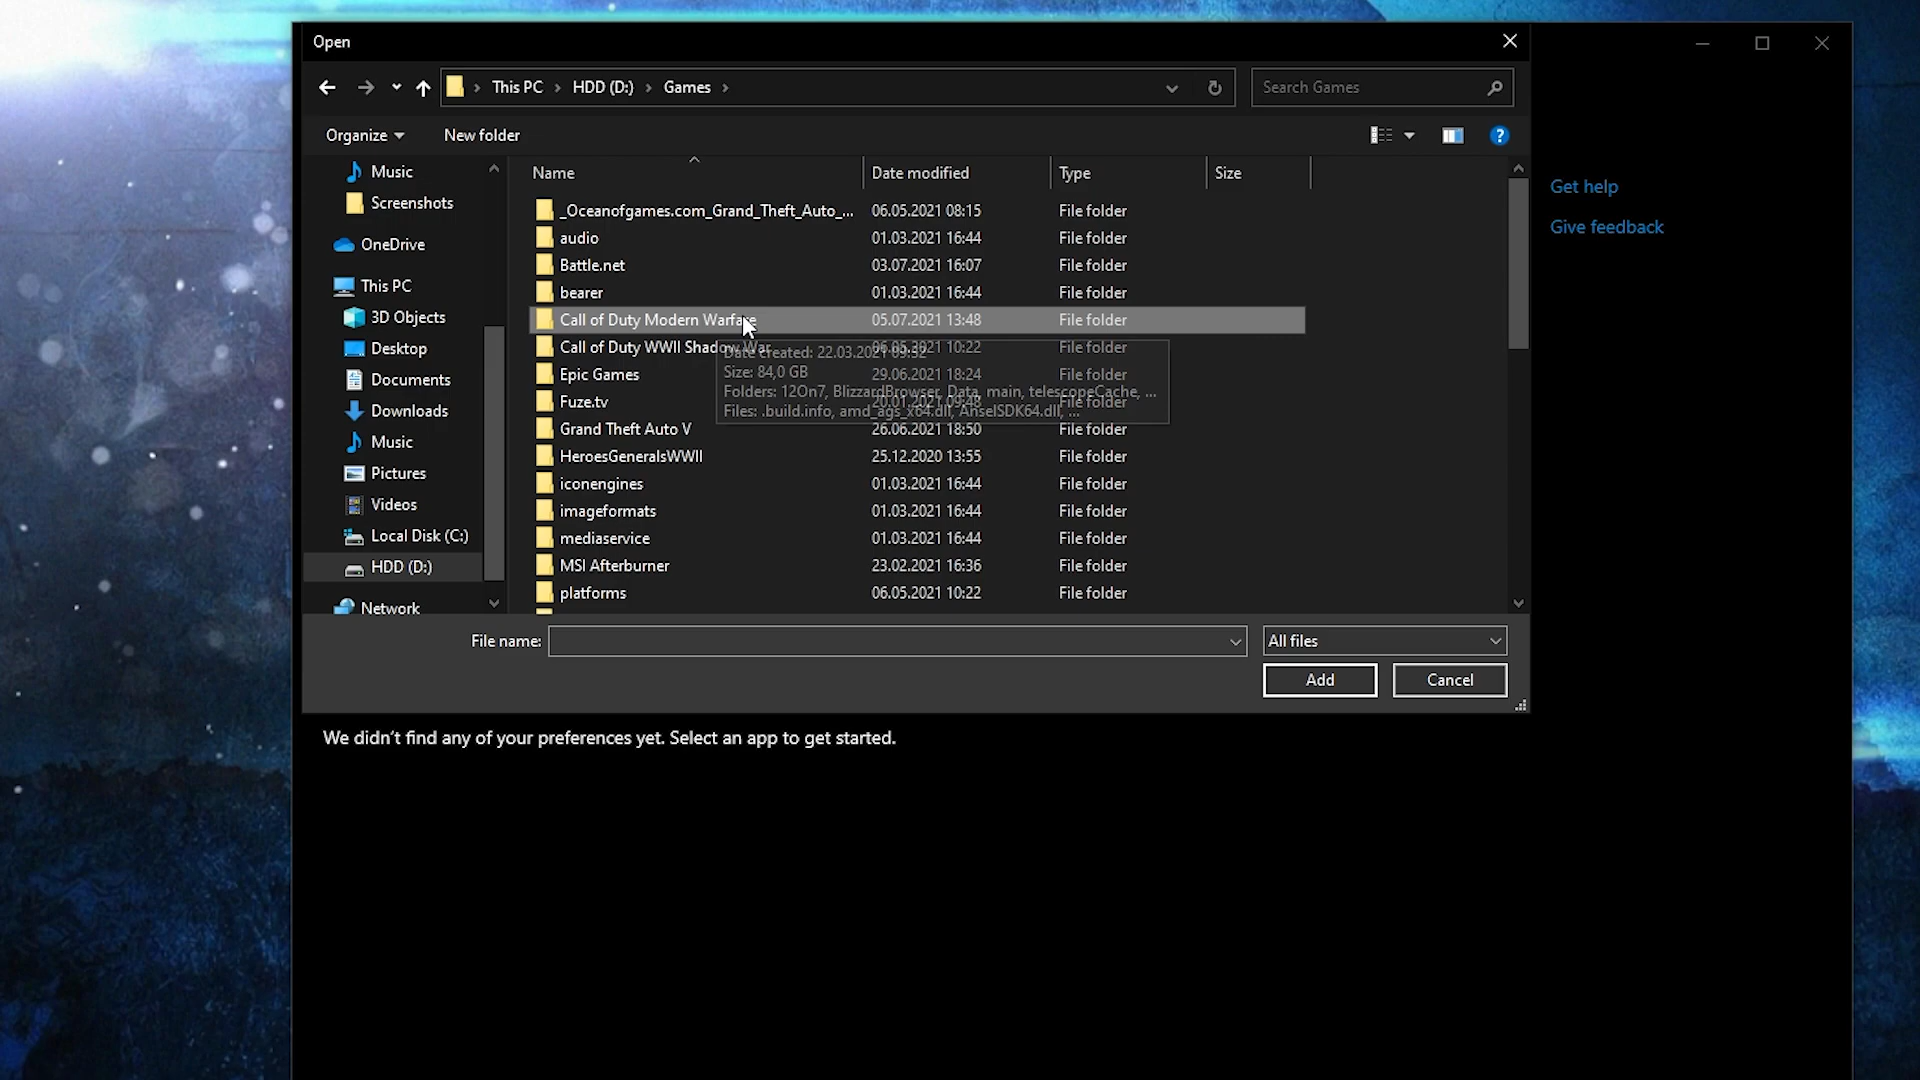 Open
This PC HDD (D:) Games
Search Games
Organize
New folder
Name
Date modified
Type
Size
Music
Screenshots
OneDrive
This PC
3D Objects
Desktop
Documents
Downloads
Music
Pictures
Videos
Local Disk (C:)
HDD (D:)
Network
_Oceanofgames.com_Grand_Theft_Auto_... 06.05.2021 08:15 File folder
audio 01.03.2021 16:44 File folder
Battle.net 03.07.2021 16:07 File folder
bearer 01.03.2021 16:44 File folder
Call of Duty Modern Warfare 05.07.2021 13:48 File folder
Call of Duty WWII Shadow War 06.05.2021 10:22 File folder
Epic Games 29.06.2021 18:24 File folder
Fuze.tv 20.01.2021 09:48 File folder
Grand Theft Auto V 26.06.2021 18:50 File folder
HeroesGeneralsWWII 25.12.2020 13:55 File folder
iconengines 01.03.2021 16:44 File folder
imageformats 01.03.2021 16:44 File folder
mediaservice 01.03.2021 16:44 File folder
MSI Afterburner 23.02.2021 16:36 File folder
platforms 06.05.2021 10:22 File folder
Date created: 22.03.2021 09:32
Size: 84,0 GB
Folders: 12On7, BlizzardBrowser, Data, main, telescopeCache, ...
Files: .build.info, amd_ags_x64.dll, AnselSDK64.dll, ...
File name:
All files
Add
Cancel
Get help
Give feedback
We didn't find any of your preferences yet. Select an app to get started.